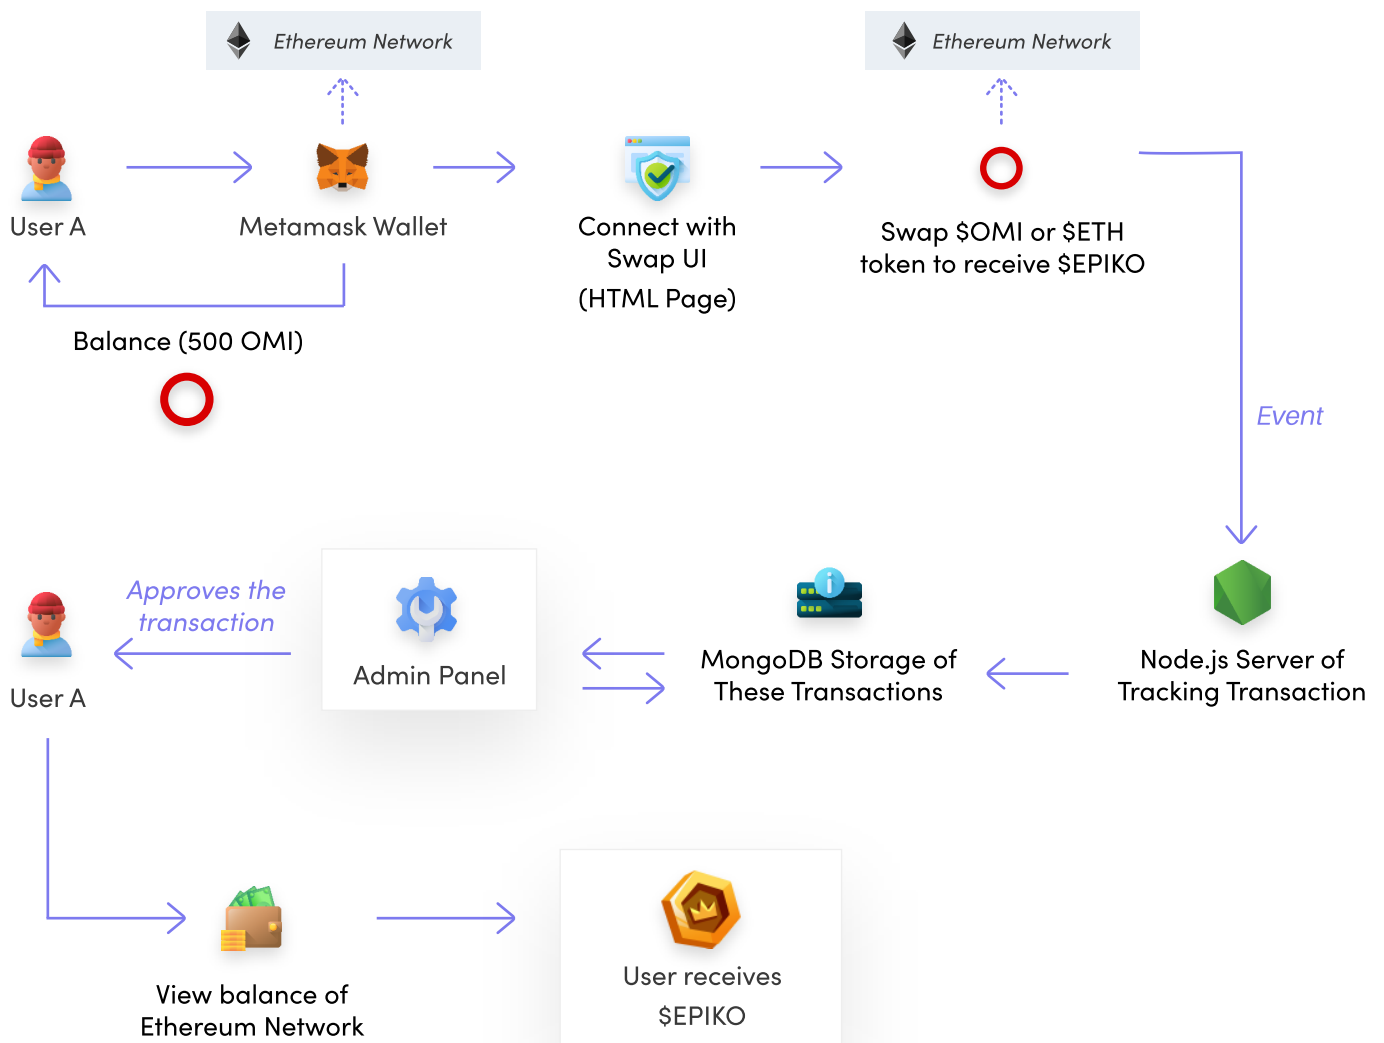 Ethereum Network
Ethereum Network
User A
Metamask Wallet
Connect with
Swap UI
(HTML Page)
Swap $OMI or $ETH
token to receive $EPIKO
Balance (500 OMI)
Event
Approves the
transaction
User A
Admin Panel
MongoDB Storage of
These Transactions
Node.js Server of
Tracking Transaction
View balance of
Ethereum Network
User receives
$EPIKO